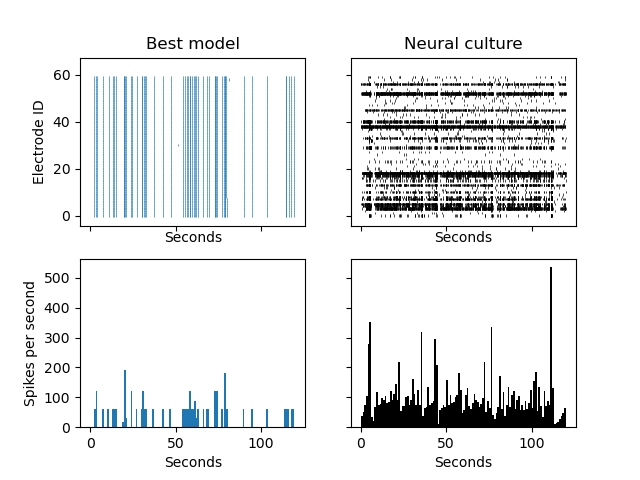 Best model
Neural culture
Electrode ID
60
40
20
0
Seconds
Seconds
Spikes per second
500
400
300
200
100
0
0 50 100
0 50 100
Seconds
Seconds